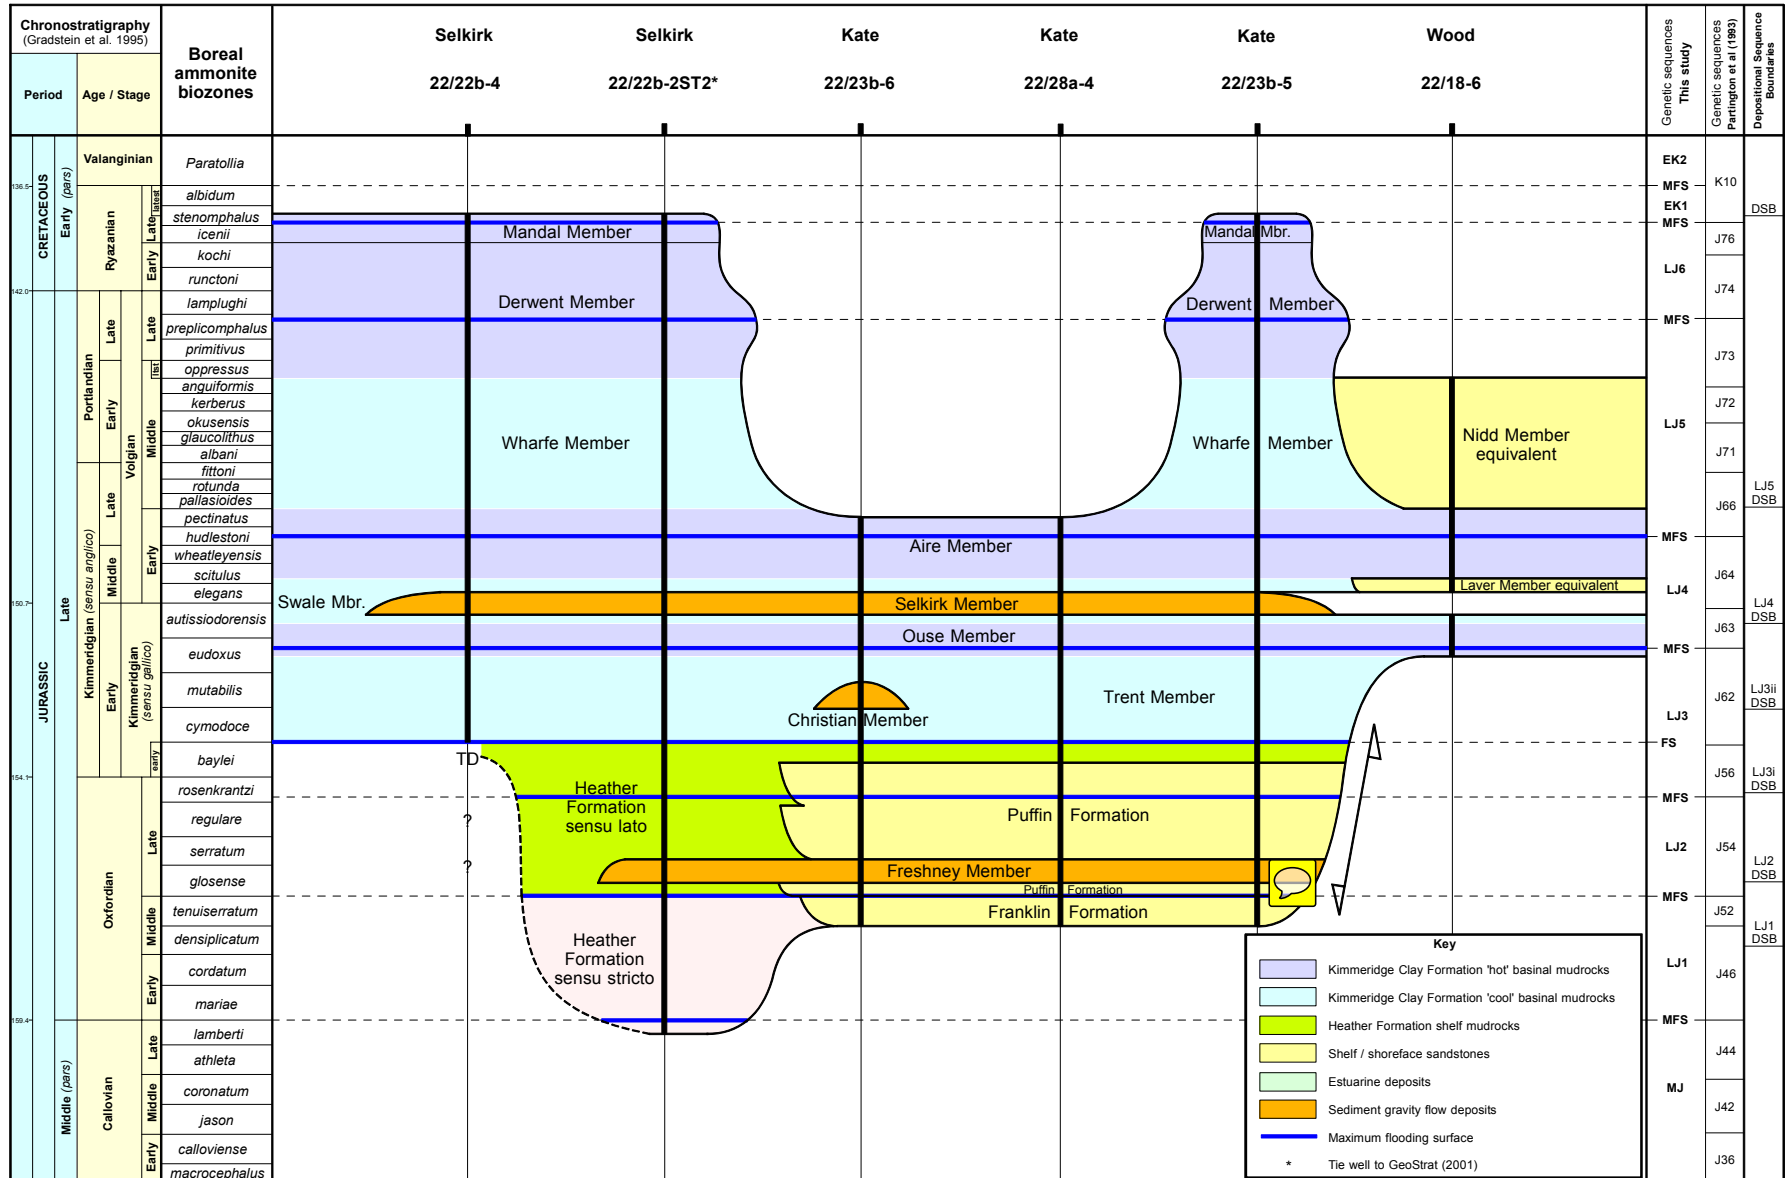 Chronostratigraphy
(Gradstein et al. 1995)
Period
Age / Stage
Boreal
ammonite
biozones
Selkirk
22/22b-4
Selkirk
22/22b-2ST2*
Kate
22/23b-6
Kate
22/28a-4
Kate
22/23b-5
Wood
22/18-6
Genetic sequences
This study
Genetic sequences
Partington et al (1993)
Depositional Sequence
Boundaries
CRETACEOUS
JURASSIC
Early (pars)
Late
Middle (pars)
136.5
142.0
150.7
154.1
159.4
Valanginian
Ryazanian
latest
Late
Early
Portlandian
Late
Early
Volgian
Late
ltst
Middle
Early
Kimmeridgian (sensu anglico)
Late
Middle
Early
Kimmeridgian
(sensu gallico)
early
Oxfordian
Late
Middle
Early
Callovian
Late
Middle
Early
Paratollia
albidum
stenomphalus
icenii
kochi
runctoni
lamplughi
preplicomphalus
primitivus
oppressus
anguiformis
kerberus
okusensis
glaucolithus
albani
fittoni
rotunda
pallasioides
pectinatus
hudlestoni
wheatleyensis
scitulus
elegans
autissiodorensis
eudoxus
mutabilis
cymodoce
baylei
rosenkrantzi
regulare
serratum
glosense
tenuiserratum
densiplicatum
cordatum
mariae
lamberti
athleta
coronatum
jason
calloviense
macrocephalus
Mandal Member
Mandal Mbr.
Derwent Member
Derwent Member
Wharfe Member
Wharfe Member
Nidd Member
equivalent
Aire Member
Laver Member equivalent
Swale Mbr.
Selkirk Member
Ouse Member
Trent Member
Christian Member
TD
?
?
Heather
Formation
sensu lato
Puffin Formation
Freshney Member
Puffin Formation
Franklin Formation
Heather
Formation
sensu stricto
EK2
MFS
EK1
MFS
LJ6
MFS
LJ5
MFS
LJ4
MFS
LJ3
FS
MFS
LJ2
MFS
LJ1
MFS
MJ
K10
J76
J74
J73
J72
J71
J66
J64
J63
J62
J56
J54
J52
J46
J44
J42
J36
DSB
LJ5
DSB
LJ4
DSB
LJ3ii
DSB
LJ3i
DSB
LJ2
DSB
LJ1
DSB
Key
Kimmeridge Clay Formation 'hot' basinal mudrocks
Kimmeridge Clay Formation 'cool' basinal mudrocks
Heather Formation shelf mudrocks
Shelf / shoreface sandstones
Estuarine deposits
Sediment gravity flow deposits
Maximum flooding surface
* Tie well to GeoStrat (2001)